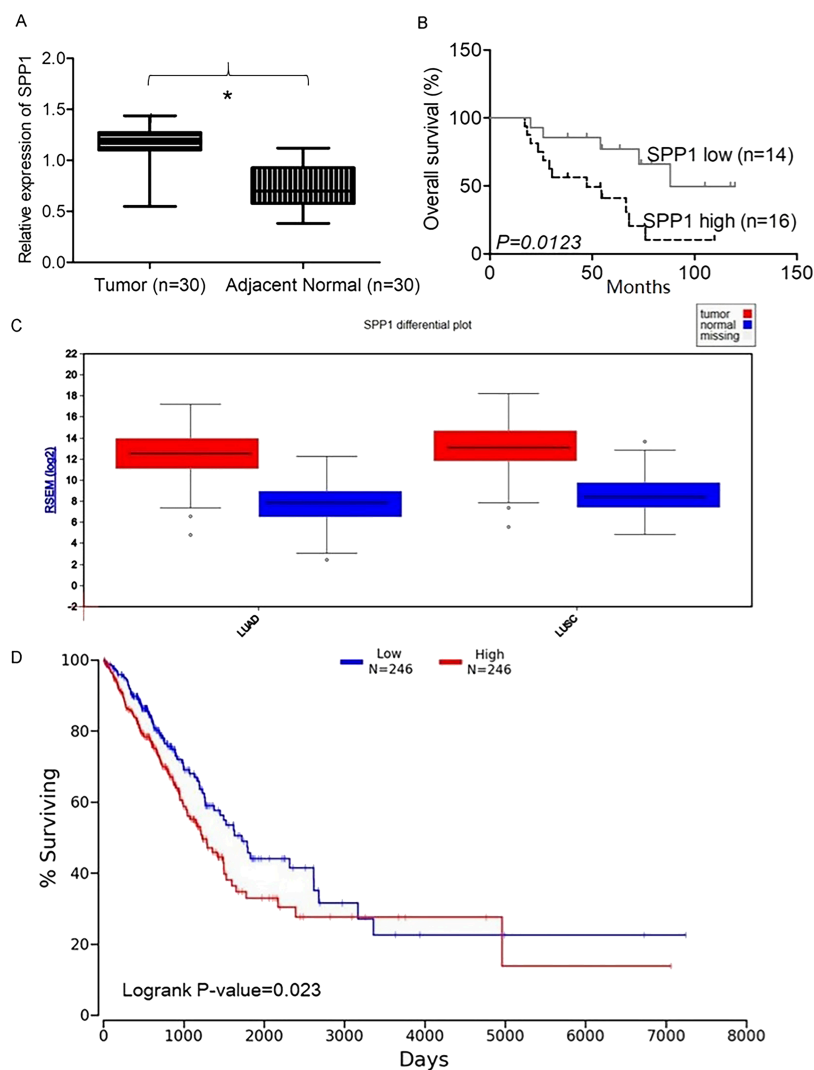 A
Relative expression of SPP1
2.0
1.5
1.0
0.5
0.0
*
Tumor (n=30)
Adjacent Normal (n=30)
B
Overall survival (%)
150
100
50
0
SPP1 low (n=14)
SPP1 high (n=16)
P=0.0123
0
50
100
150
Months
C
SPP1 differential plot
tumor
normal
missing
RSEM (log2)
22
20
18
16
14
12
10
8
6
4
2
0
-2
LUAD
LUSC
D
Low
N=246
High
N=246
% Surviving
100
80
60
40
20
0
Logrank P-value=0.023
0
1000
2000
3000
4000
5000
6000
7000
8000
Days